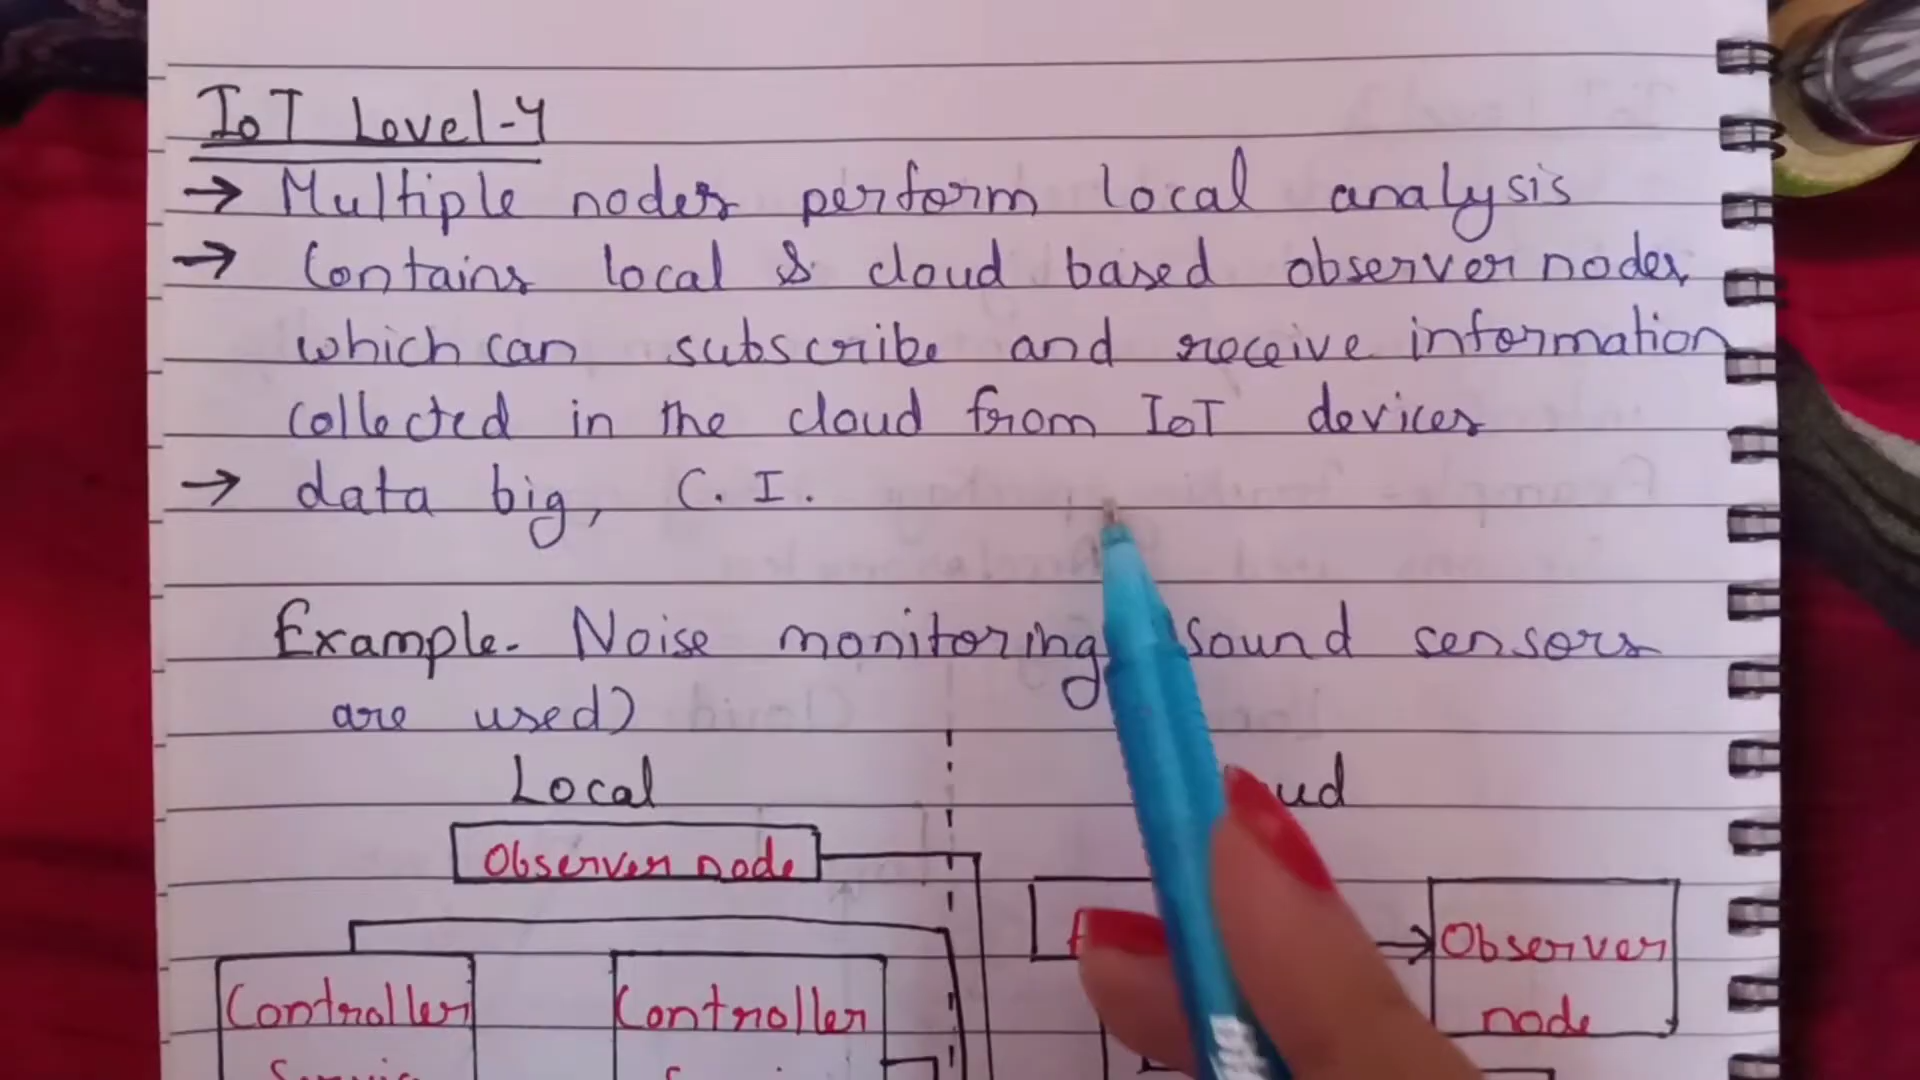 IoT Level-4
→ Multiple nodes perform local analysis
→ Contains local & cloud based observer nodes
which can subscribe and receive information
collected in the cloud from IoT devices
→ data big, C. I.
Example- Noise monitoring sound sensors
are used)
Local
Observer node
Observer
node
Controller
Controller